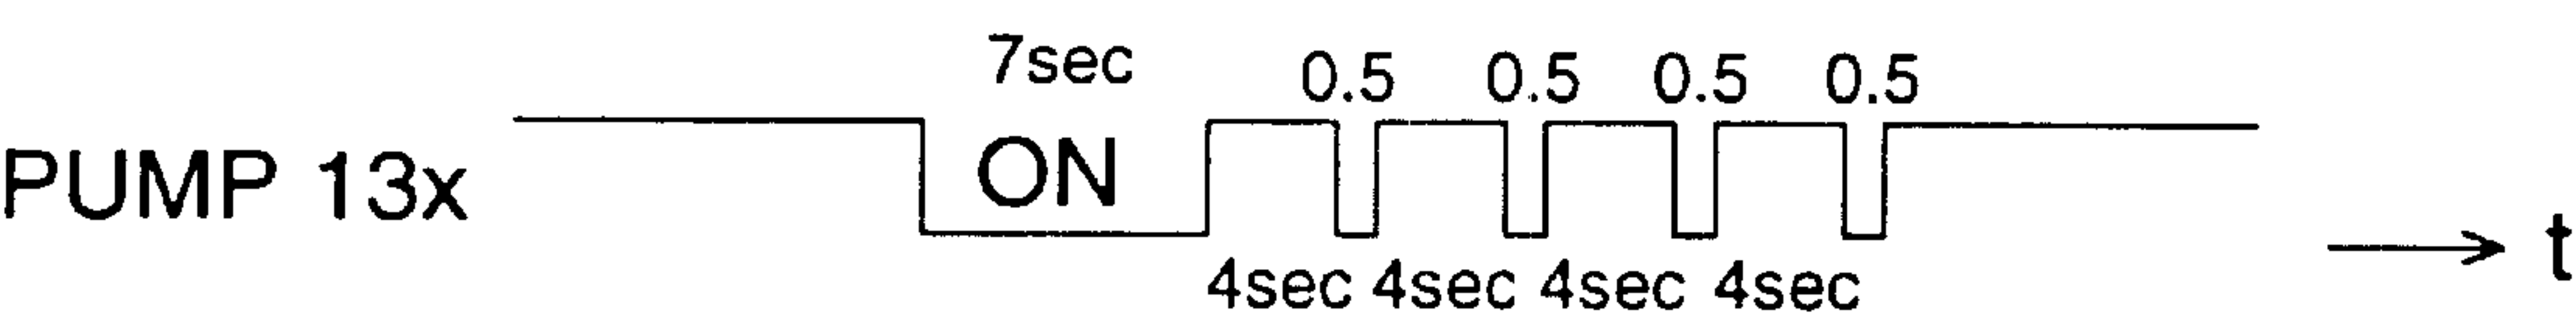 7sec 0.5 0.5 0.5 0.5
PUMP 13x ON
4sec 4sec 4sec 4sec t